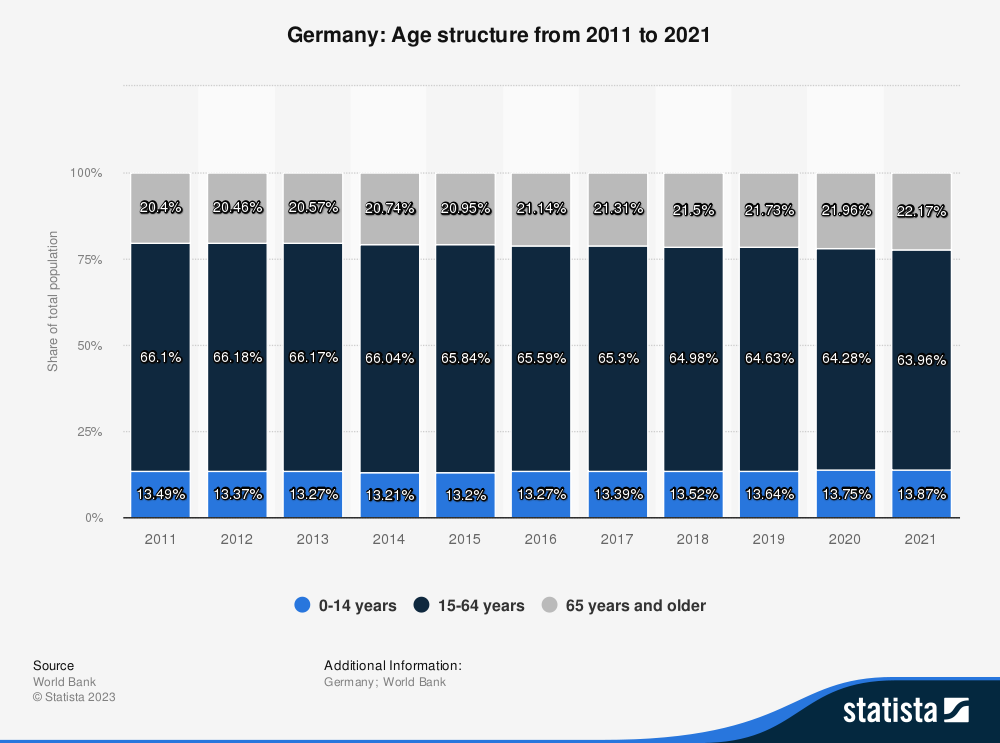 Germany: Age structure from 2011 to 2021
Share of total population
100%
75%
50%
25%
0%
20.4% 20.46% 20.57% 20.74% 20.95% 21.14% 21.31% 21.5% 21.73% 21.96% 22.17%
66.1% 66.18% 66.17% 66.04% 65.84% 65.59% 65.3% 64.98% 64.63% 64.28% 63.96%
13.49% 13.37% 13.27% 13.21% 13.2% 13.27% 13.39% 13.52% 13.64% 13.75% 13.87%
2011 2012 2013 2014 2015 2016 2017 2018 2019 2020 2021
0-14 years 15-64 years 65 years and older
Source
World Bank
© Statista 2023
Additional Information:
Germany; World Bank
statista